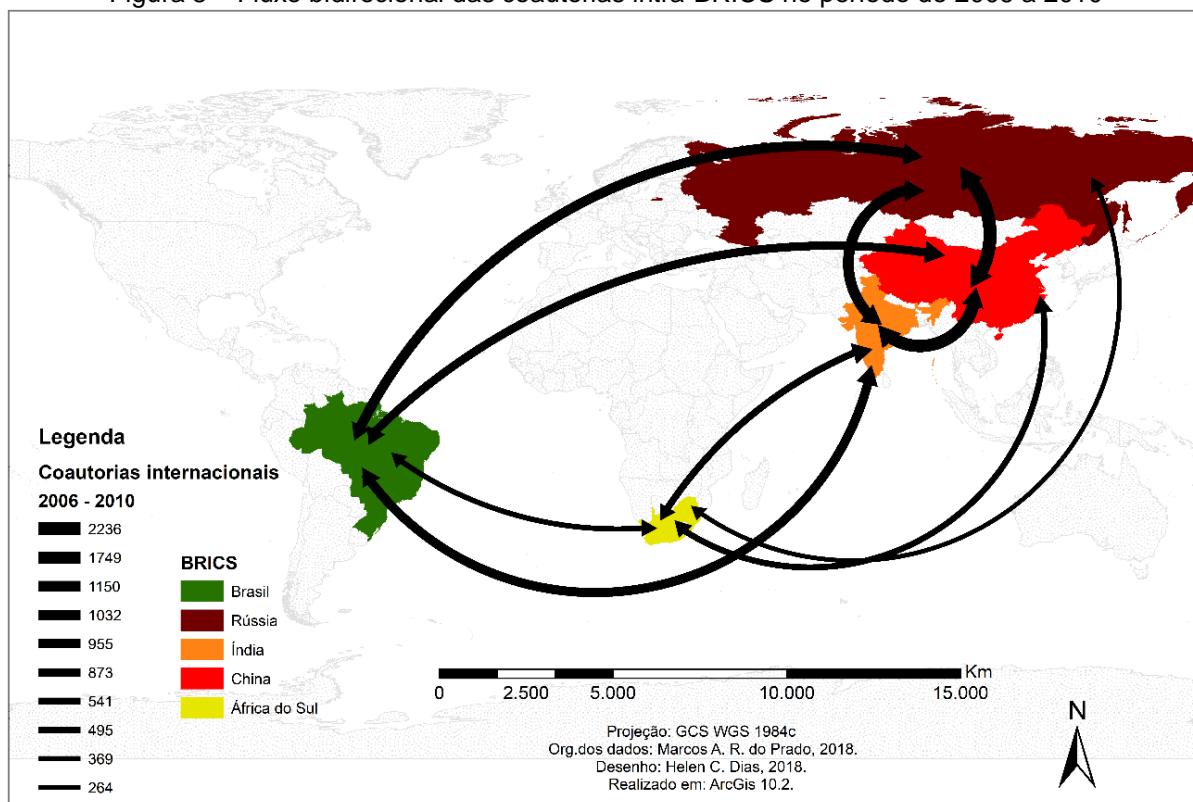 Legenda
Coautorias internacionais
2006 - 2010
2236
1749
1150
1032
955
873
541
495
369
264
BRICS
Brasil
Rússia
Índia
China
África do Sul
Km
0 2.500 5.000 10.000 15.000
Projeção: GCS WGS 1984c
Org.dos dados: Marcos A. R. do Prado, 2018.
Desenho: Helen C. Dias, 2018.
Realizado em: ArcGis 10.2.
N